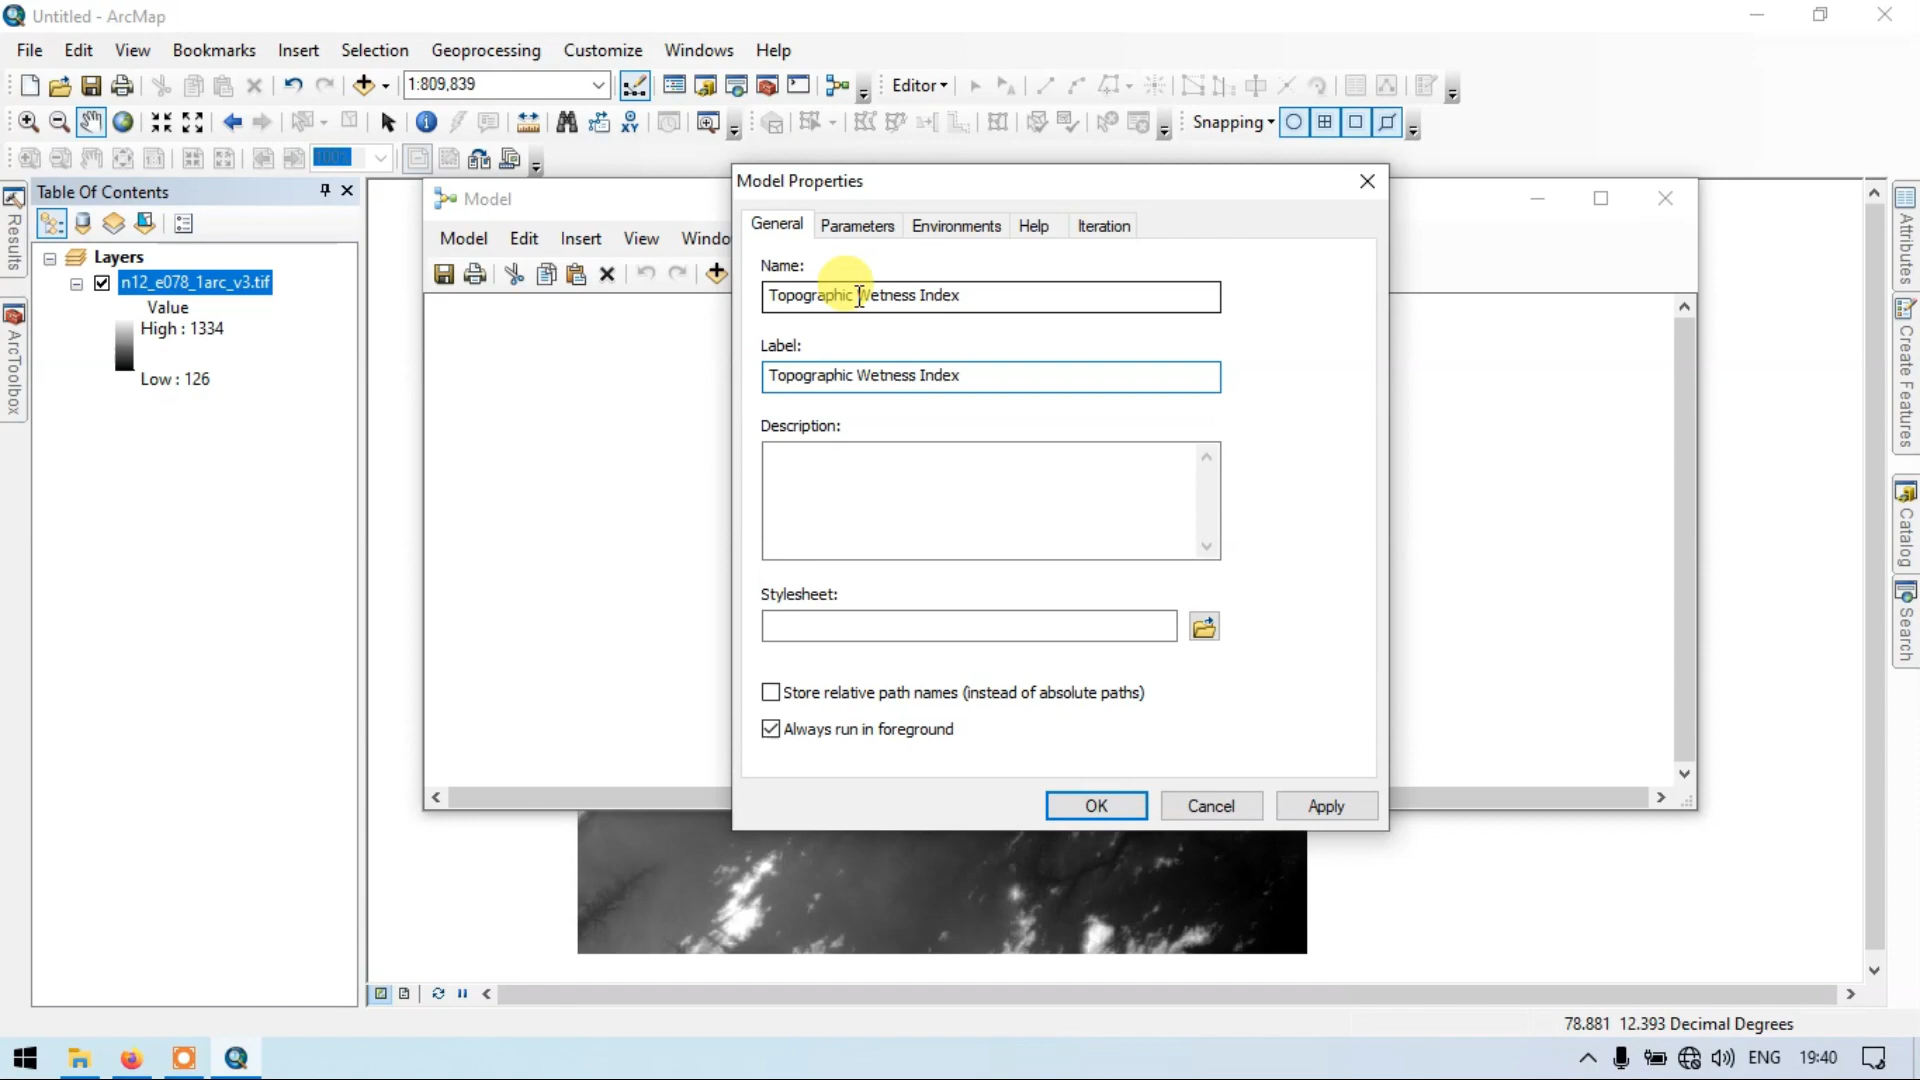 Untitled - ArcMap
File Edit View Bookmarks Insert Selection Geoprocessing Customize Windows Help
1:809,839
Editor
Snapping
100%
Table Of Contents
Layers
n12_e078_1arc_v3.tif
Value
High : 1334
Low : 126
Results
ArcToolbox
Model
Model Edit Insert View Windo
Model Properties
General Parameters Environments Help Iteration
Name:
Topographic Wetness Index
Label:
Topographic Wetness Index
Description:
Stylesheet:
Store relative path names (instead of absolute paths)
Always run in foreground
OK Cancel Apply
Attributes
Create Features
Catalog
Search
78.881 12.393 Decimal Degrees
ENG 19:40